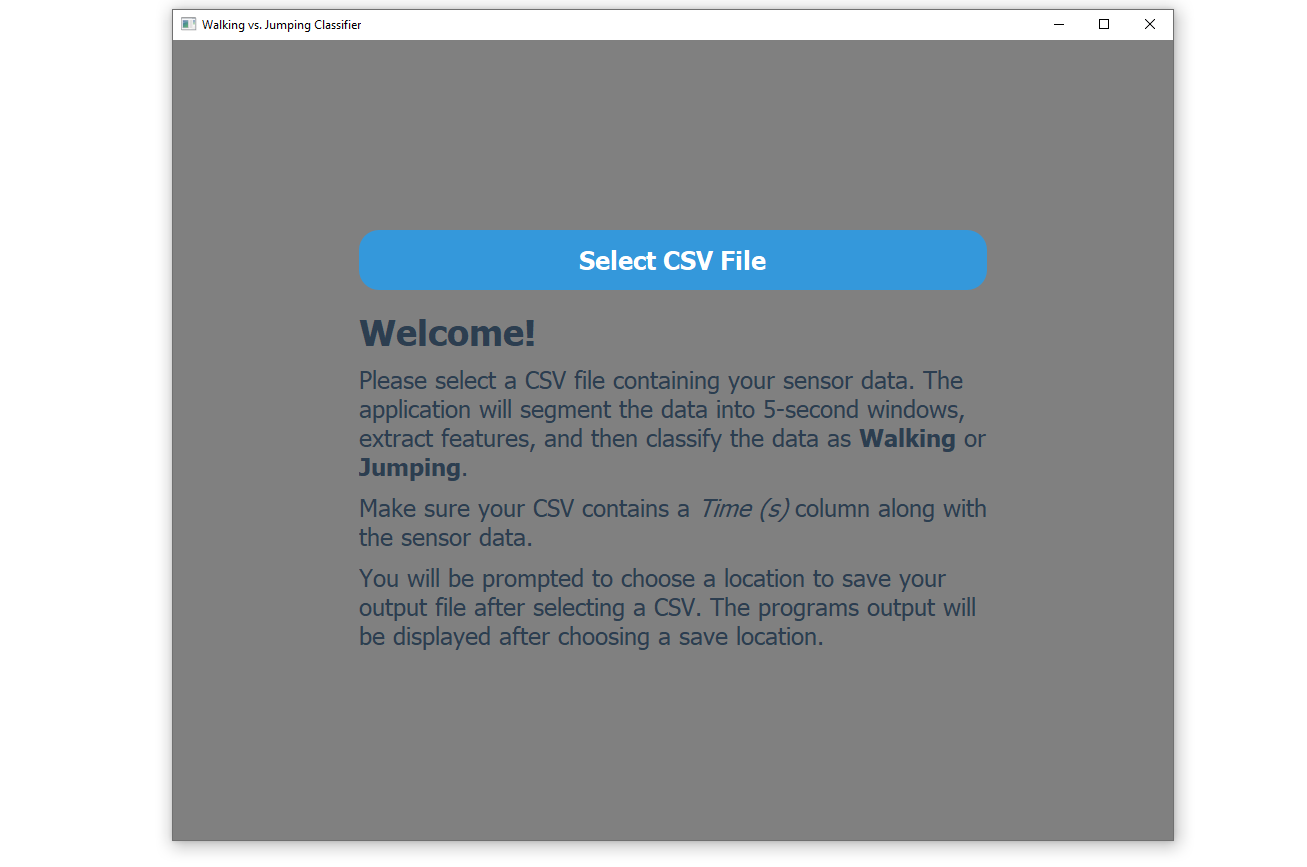 Walking vs. Jumping Classifier
Select CSV File
Welcome!
Please select a CSV file containing your sensor data. The
application will segment the data into 5-second windows,
extract features, and then classify the data as Walking or
Jumping.
Make sure your CSV contains a Time (s) column along with
the sensor data.
You will be prompted to choose a location to save your
output file after selecting a CSV. The programs output will
be displayed after choosing a save location.